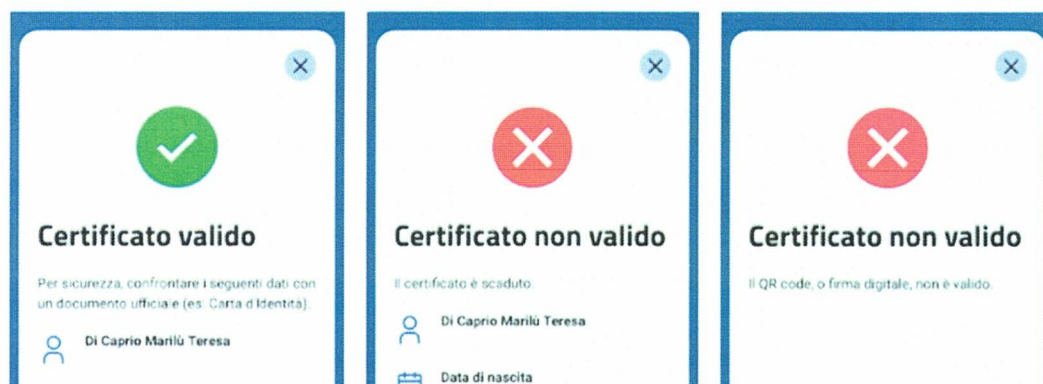 Certificato valido
Per sicurezza, confrontare i seguenti dati con
un documento ufficiale (es. Carta d Identità).
Di Caprio Marilù Teresa
Certificato non valido
Il certificato è scaduto.
Di Caprio Marilù Teresa
Data di nascita
Certificato non valido
Il QR code, o firma digitale, non è valido.